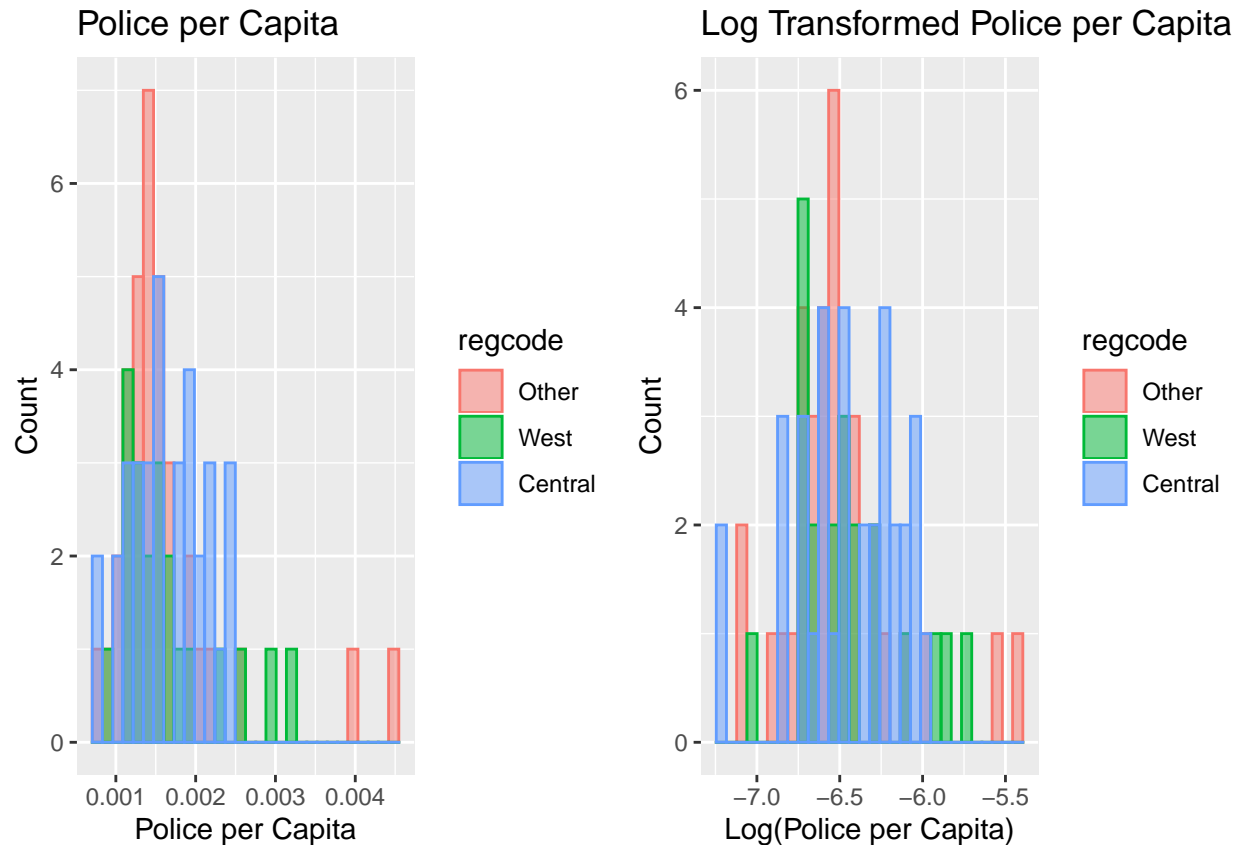 Police per Capita
6
4
2
0
Count
0.001 0.002 0.003 0.004
Police per Capita
regcode
Other
West
Central
Log Transformed Police per Capita
6
4
2
0
Count
−7.0 −6.5 −6.0 −5.5
Log(Police per Capita)
regcode
Other
West
Central